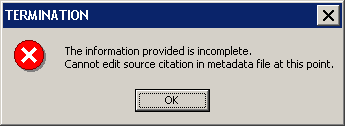 TERMINATION
The information provided is incomplete.
Cannot edit source citation in metadata file at this point.
OK